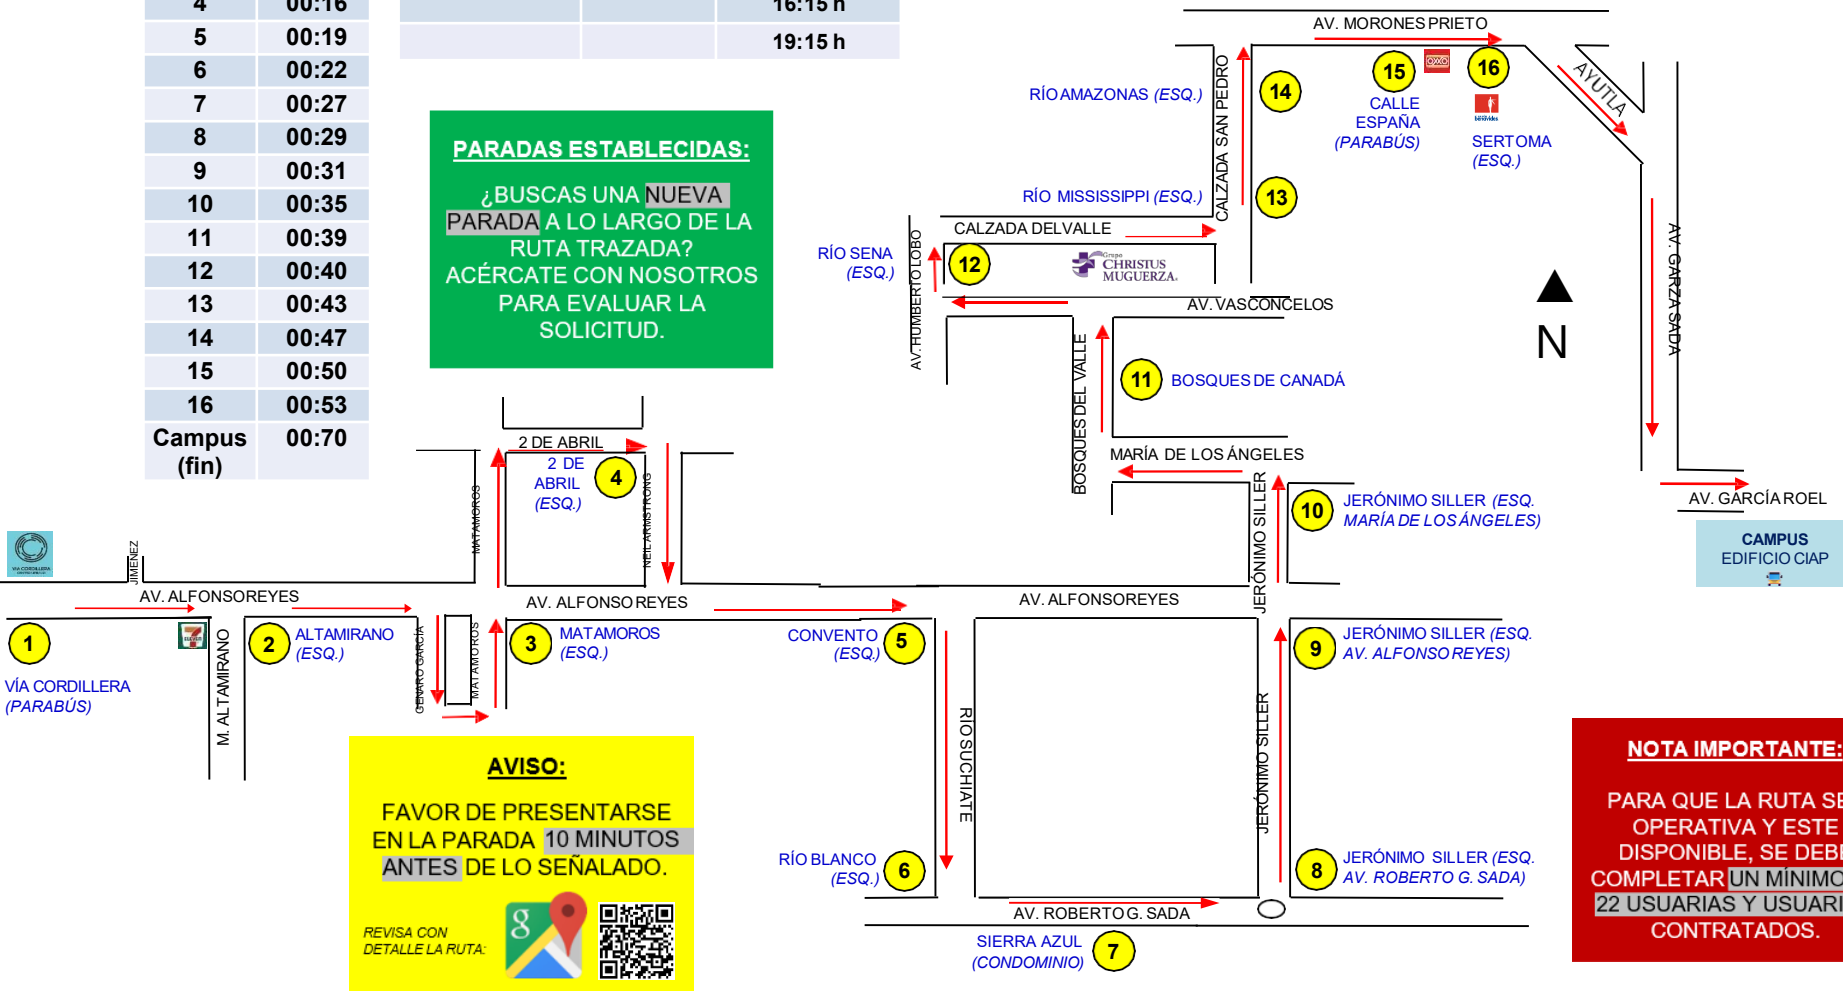 4 00:16
5 00:19
6 00:22
7 00:27
8 00:29
9 00:31
10 00:35
11 00:39
12 00:40
13 00:43
14 00:47
15 00:50
16 00:53
Campus (fin) 00:70
16:15 h
19:15 h
PARADAS ESTABLECIDAS:
¿BUSCAS UNA NUEVA
PARADA A LO LARGO DE LA
RUTA TRAZADA?
ACÉRCATE CON NOSOTROS
PARA EVALUAR LA
SOLICITUD.
AV. MORONES PRIETO
15
OXXO
16
CALLE
ESPAÑA
(PARABÚS)
benavides
SERTOMA
(ESQ.)
AYUTLA
RÍO AMAZONAS (ESQ.)
14
CALZADA SAN PEDRO
RÍO MISSISSIPPI (ESQ.)
13
CALZADA DEL VALLE
RÍO SENA
(ESQ.)
12
Grupo
CHRISTUS
MUGUERZA.
AV. HUMBERTO LOBO
AV. VASCONCELOS
AV. GARZA SADA
N
BOSQUES DEL VALLE
11
BOSQUES DE CANADÁ
MARÍA DE LOS ÁNGELES
JERÓNIMO SILLER
10
JERÓNIMO SILLER (ESQ.
MARÍA DE LOS ÁNGELES)
AV. GARCÍA ROEL
CAMPUS
EDIFICIO CIAP
2 DE ABRIL
2 DE
ABRIL
(ESQ.)
4
MATAMOROS
NEIL ARMSTRONG
VIA CORDILLERA
JIMENEZ
AV. ALFONSO REYES
AV. ALFONSO REYES
AV. ALFONSO REYES
1
VÍA CORDILLERA
(PARABÚS)
7
ELEVEN
M. ALTAMIRANO
2
ALTAMIRANO
(ESQ.)
GENARO GARCÍA
MATAMOROS
3
MATAMOROS
(ESQ.)
CONVENTO
(ESQ.)
5
9
JERÓNIMO SILLER (ESQ.
AV. ALFONSO REYES)
RÍO SUCHIATE
JERÓNIMO SILLER
RÍO BLANCO
(ESQ.)
6
8
JERÓNIMO SILLER (ESQ.
AV. ROBERTO G. SADA)
AV. ROBERTO G. SADA
SIERRA AZUL
(CONDOMINIO)
7
AVISO:
FAVOR DE PRESENTARSE
EN LA PARADA 10 MINUTOS
ANTES DE LO SEÑALADO.
REVISA CON
DETALLE LA RUTA:
g
NOTA IMPORTANTE:
PARA QUE LA RUTA SE
OPERATIVA Y ESTE
DISPONIBLE, SE DEBE
COMPLETAR UN MÍNIMO
22 USUARIAS Y USUARI
CONTRATADOS.